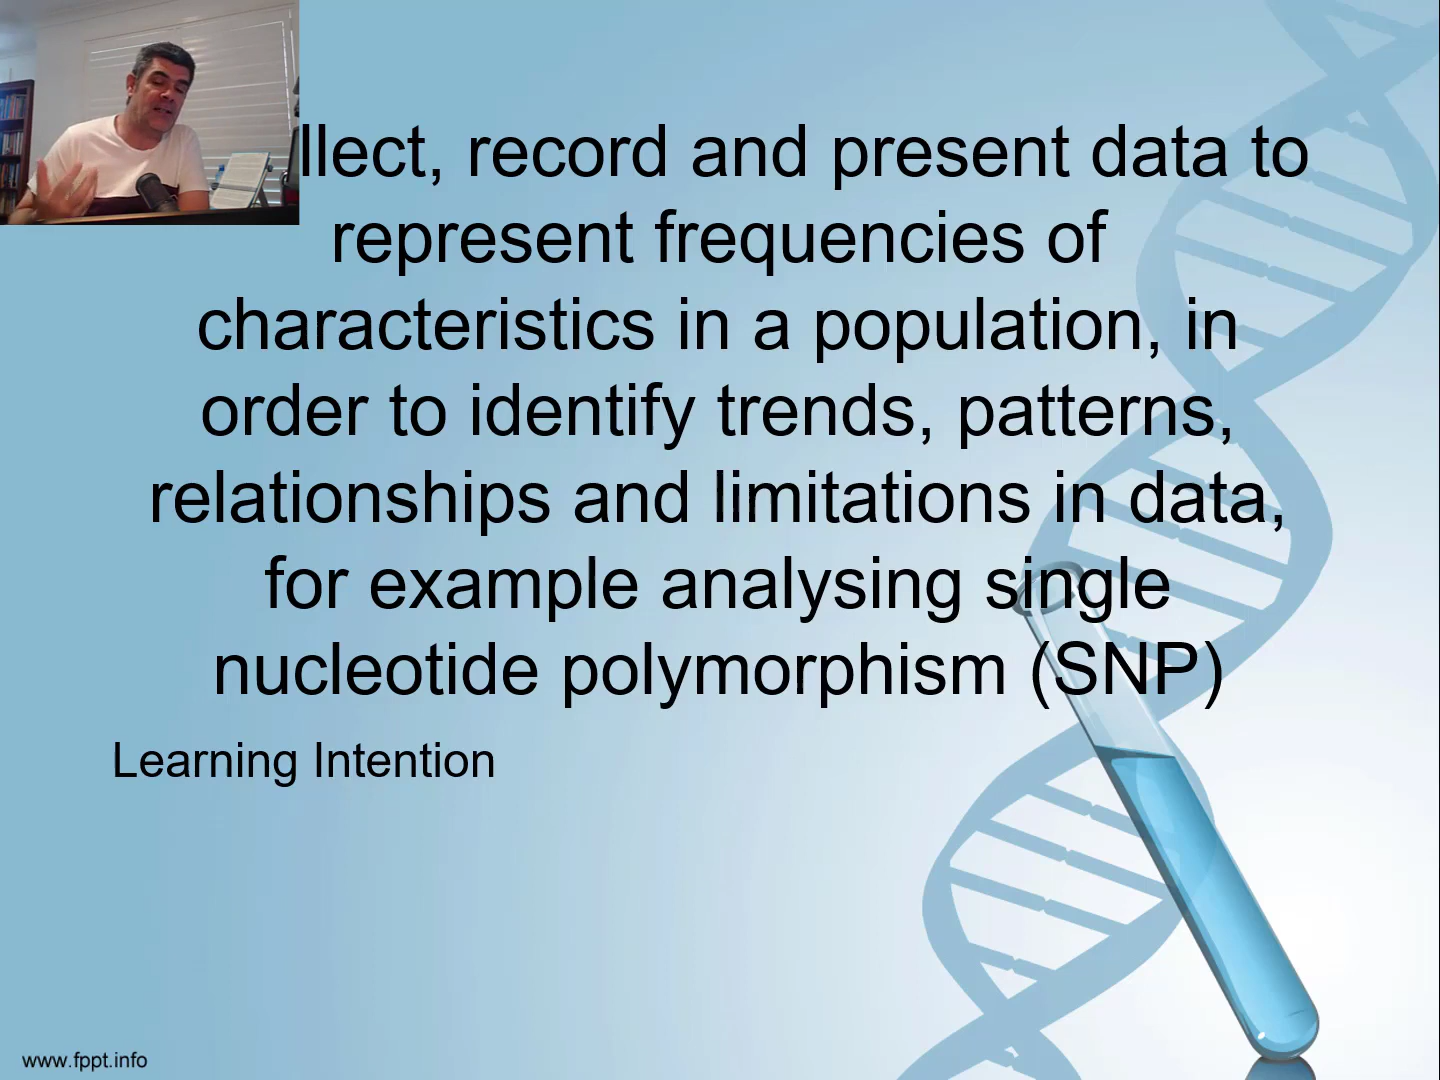 llect, record and present data to
represent frequencies of
characteristics in a population, in
order to identify trends, patterns,
relationships and limitations in data,
for example analysing single
nucleotide polymorphism (SNP)
Learning Intention
www.fppt.info